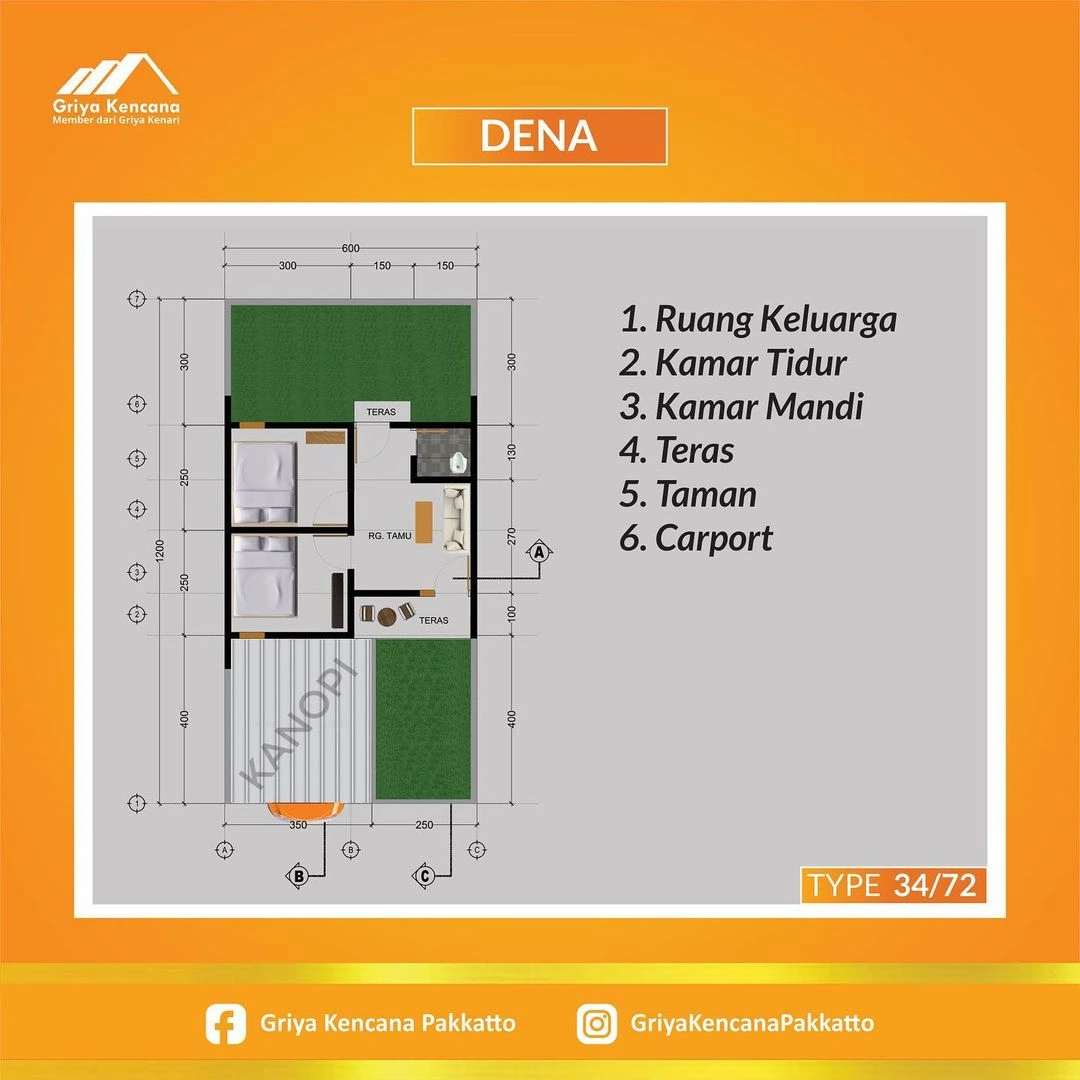 Griya Kencana
Member dari Griya Kenari
DENA
600
300 150 150
7
300
300
6
TERAS
5
250
130
4
RG. TAMU
270
A
1200
3
250
2
100
TERAS
KANOPI
400
400
1
350
250
A
B
C
B
C
1. Ruang Keluarga
2. Kamar Tidur
3. Kamar Mandi
4. Teras
5. Taman
6. Carport
TYPE 34/72
Griya Kencana Pakkatto
GriyaKencanaPakkatto